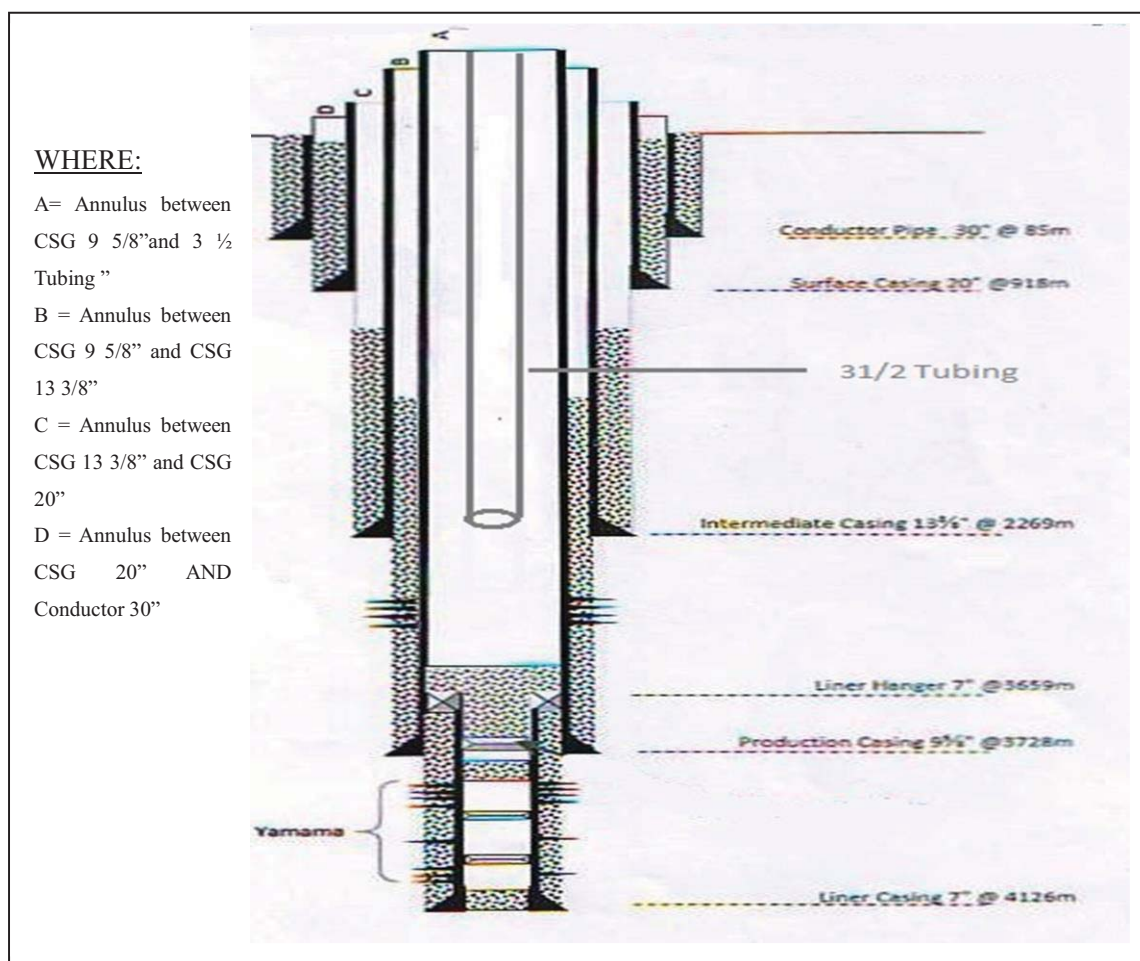 WHERE:
A= Annulus between
CSG 9 5/8”and 3 ½
Tubing ”
B = Annulus between
CSG 9 5/8” and CSG
13 3/8”
C = Annulus between
CSG 13 3/8” and CSG
20”
D = Annulus between
CSG 20” AND
Conductor 30”
A
B
C
D
Conductor Pipe 30" @ 85m
Surface Casing 20" @918m
31/2 Tubing
Intermediate Casing 13⅜" @ 2269m
Liner Hanger 7" @3659m
Production Casing 9⅝" @3728m
Yamama
Liner Casing 7" @ 4126m